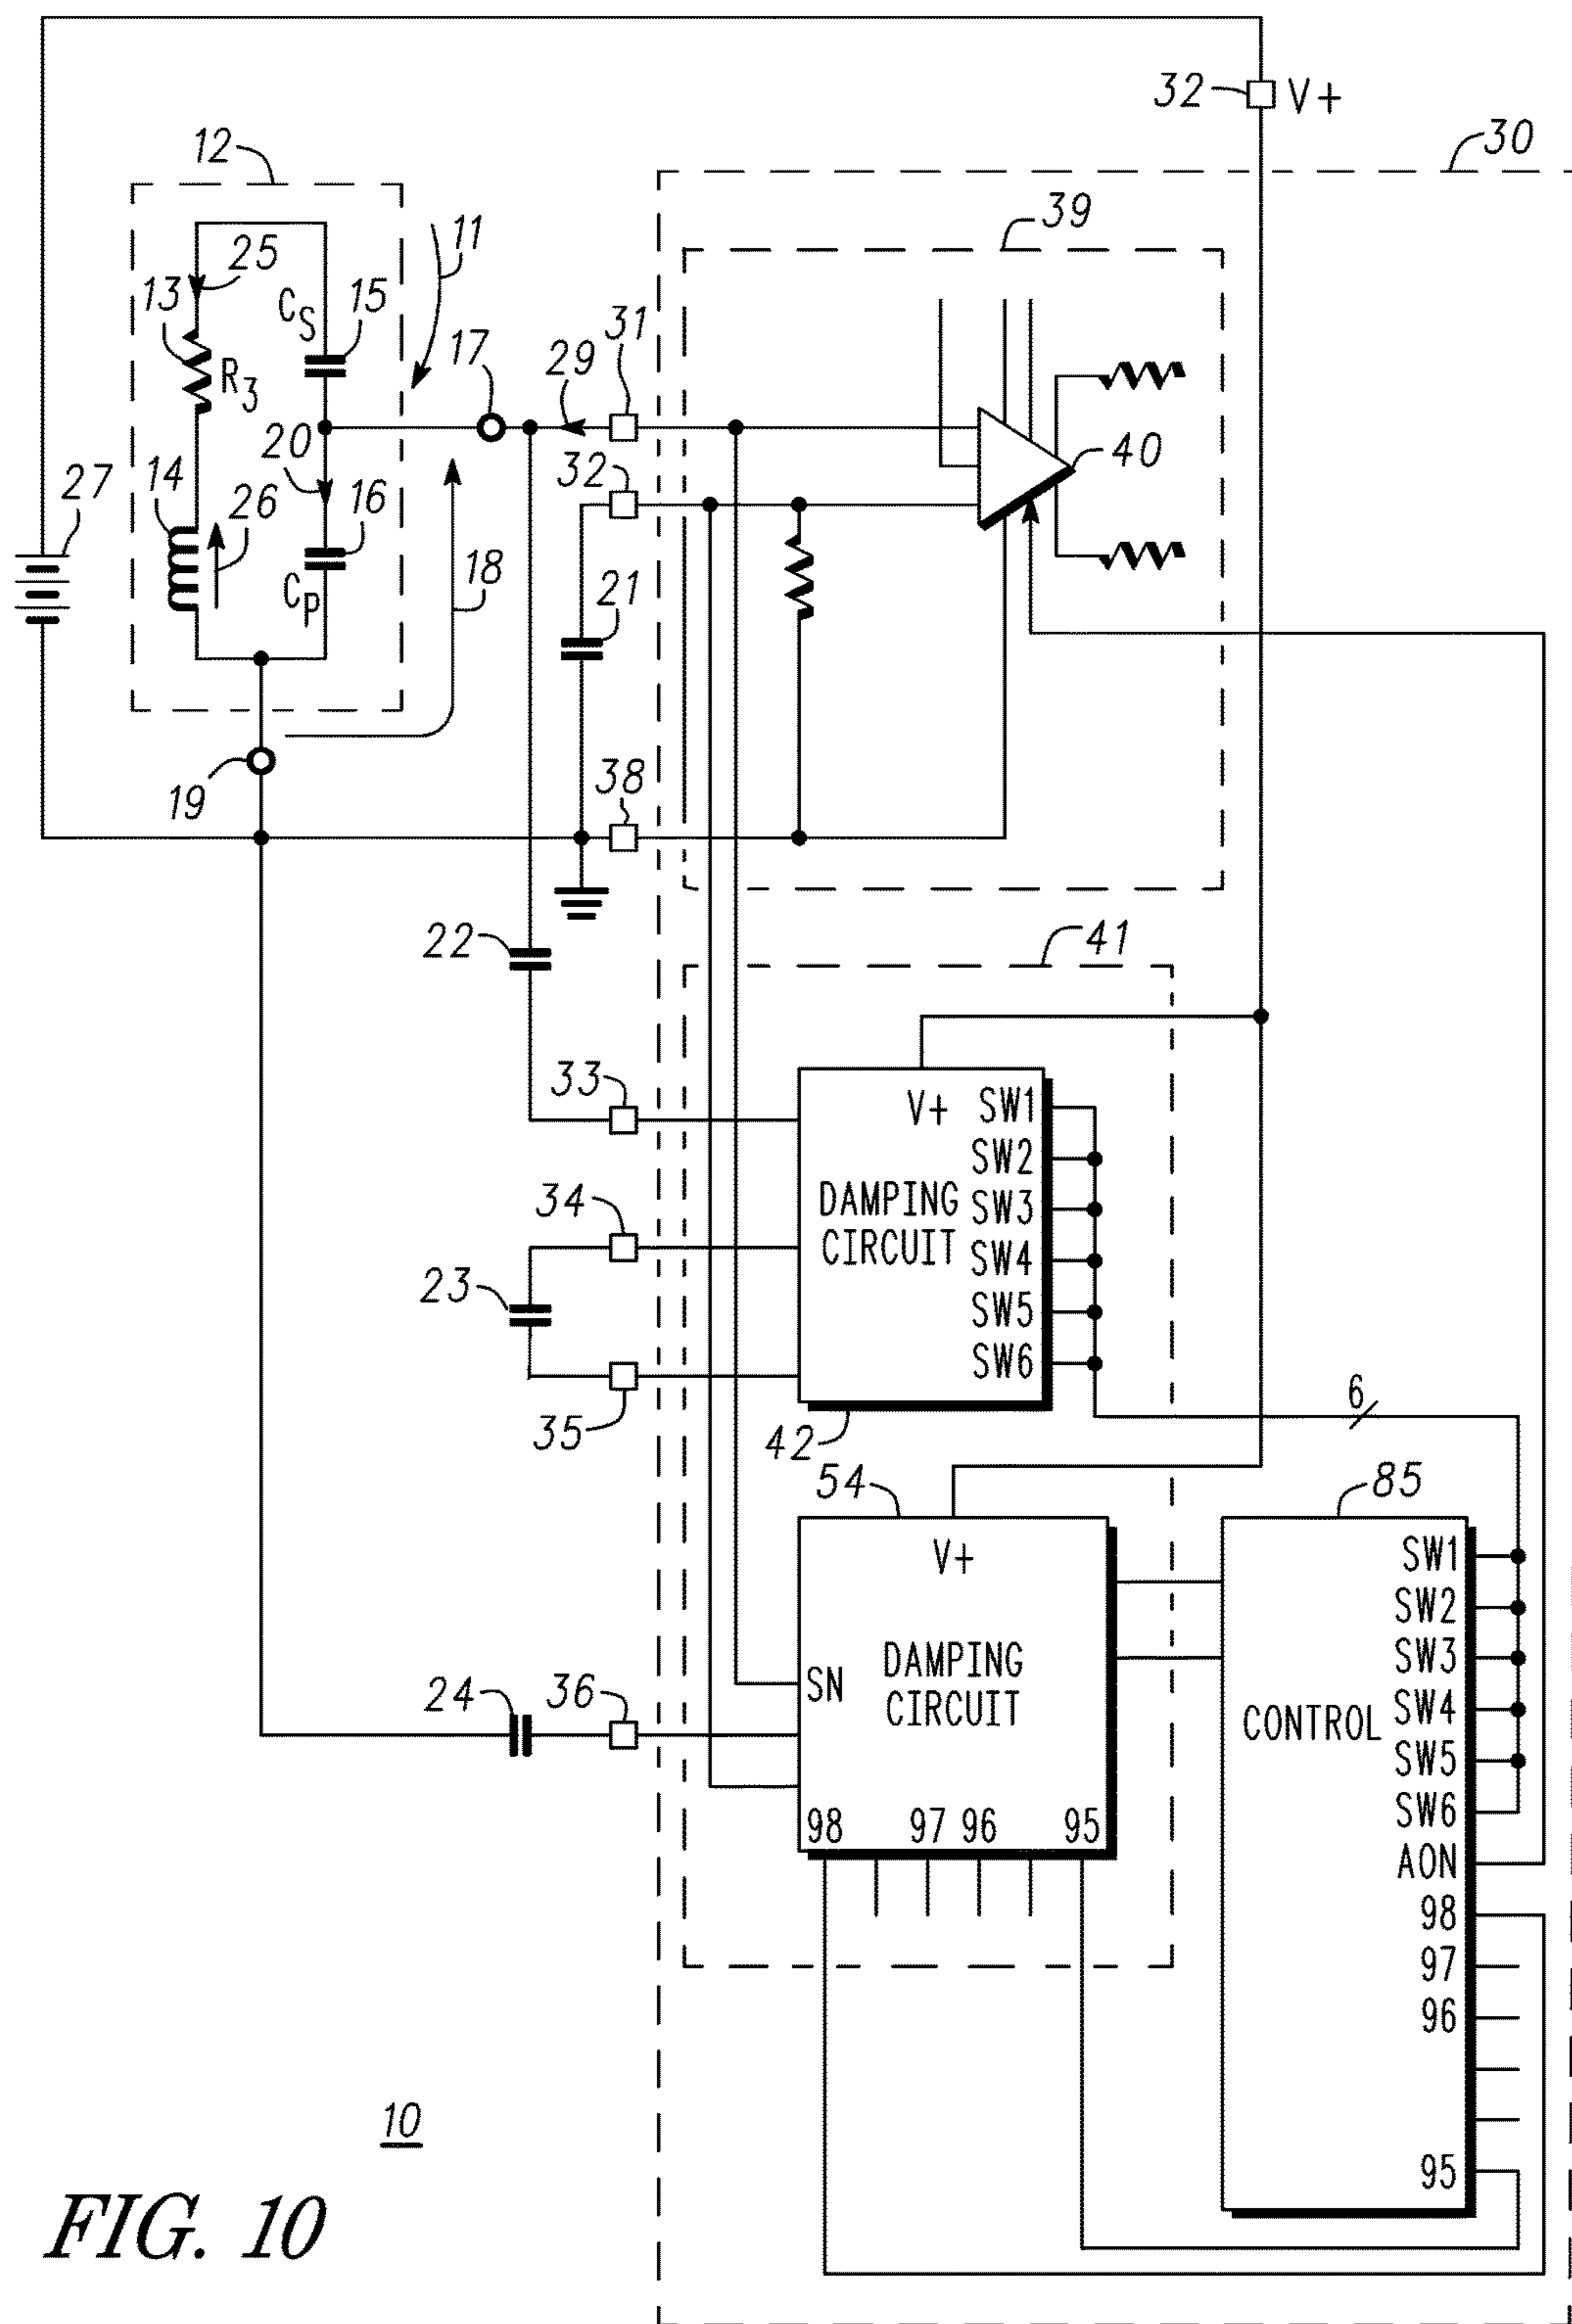 32 V+
30
12
39
11
25
13
CS
15
31
17
29
R3
20
32
40
27
14
26
16
18
CP
21
38
19
22
41
33
V+ SW1
SW2
34
DAMPING
CIRCUIT
SW3
SW4
23
SW5
SW6
6
35
42
54
85
V+
SW1
SW2
SW3
SN
DAMPING
CIRCUIT
24
36
CONTROL
SW4
SW5
SW6
98 97 96 95
AON
98
97
96
95
10
FIG. 10